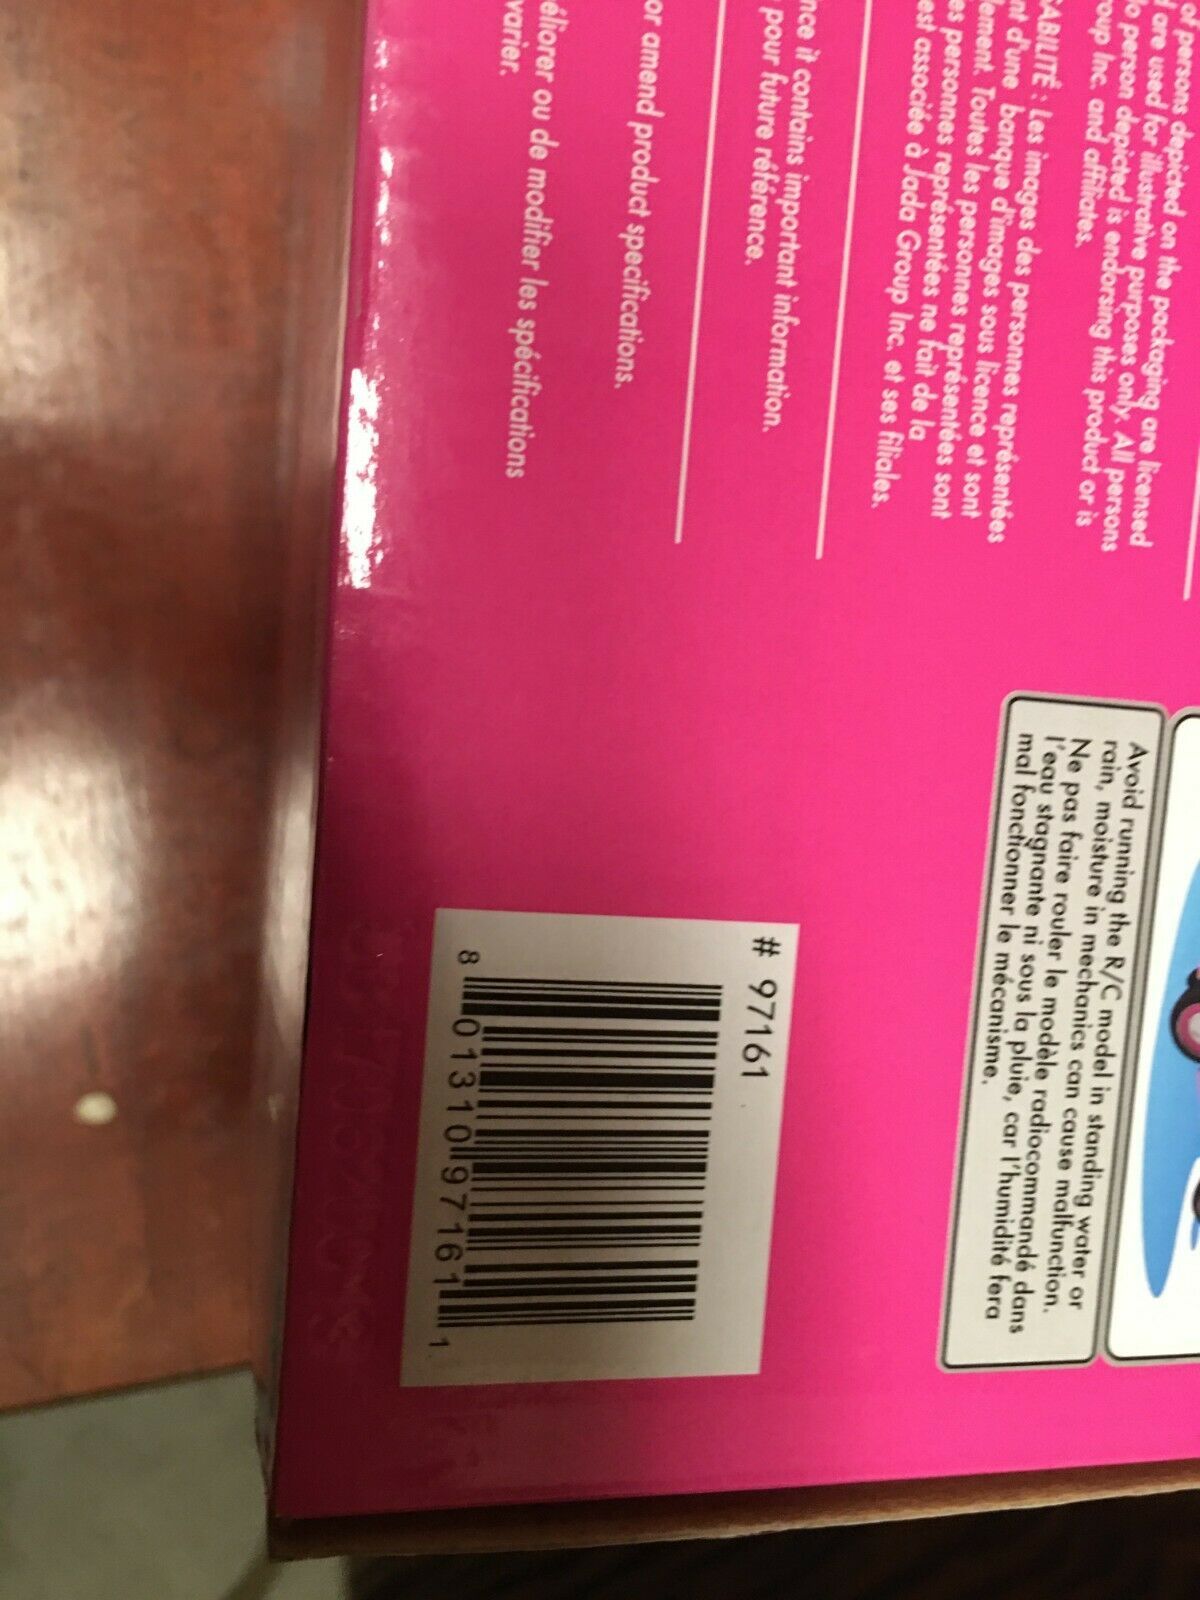 of persons depicted on the packaging are licensed
are used for illustrative purposes only. All persons
person depicted is endorsing this product or is
Inc. and affiliates.
Les images des personnes représentées
d'une banque d'images sous licence et sont
Toutes les personnes représentées sont
personnes représentées ne fait de la
est associée à Jada Group Inc. et ses filiales.
it contains important information.
pour future référence.
or amend product specifications.
ou de modifier les spécifications
varier.
Avoid running the R/C model in standing water or
rain, moisture in mechanics can cause malfunction.
Ne pas faire rouler le modèle radiocommandé dans
l'eau stagnante ni sous la pluie, car l'humidité fera
mal fonctionner le mécanisme.
# 97161
8 01310 97161 1